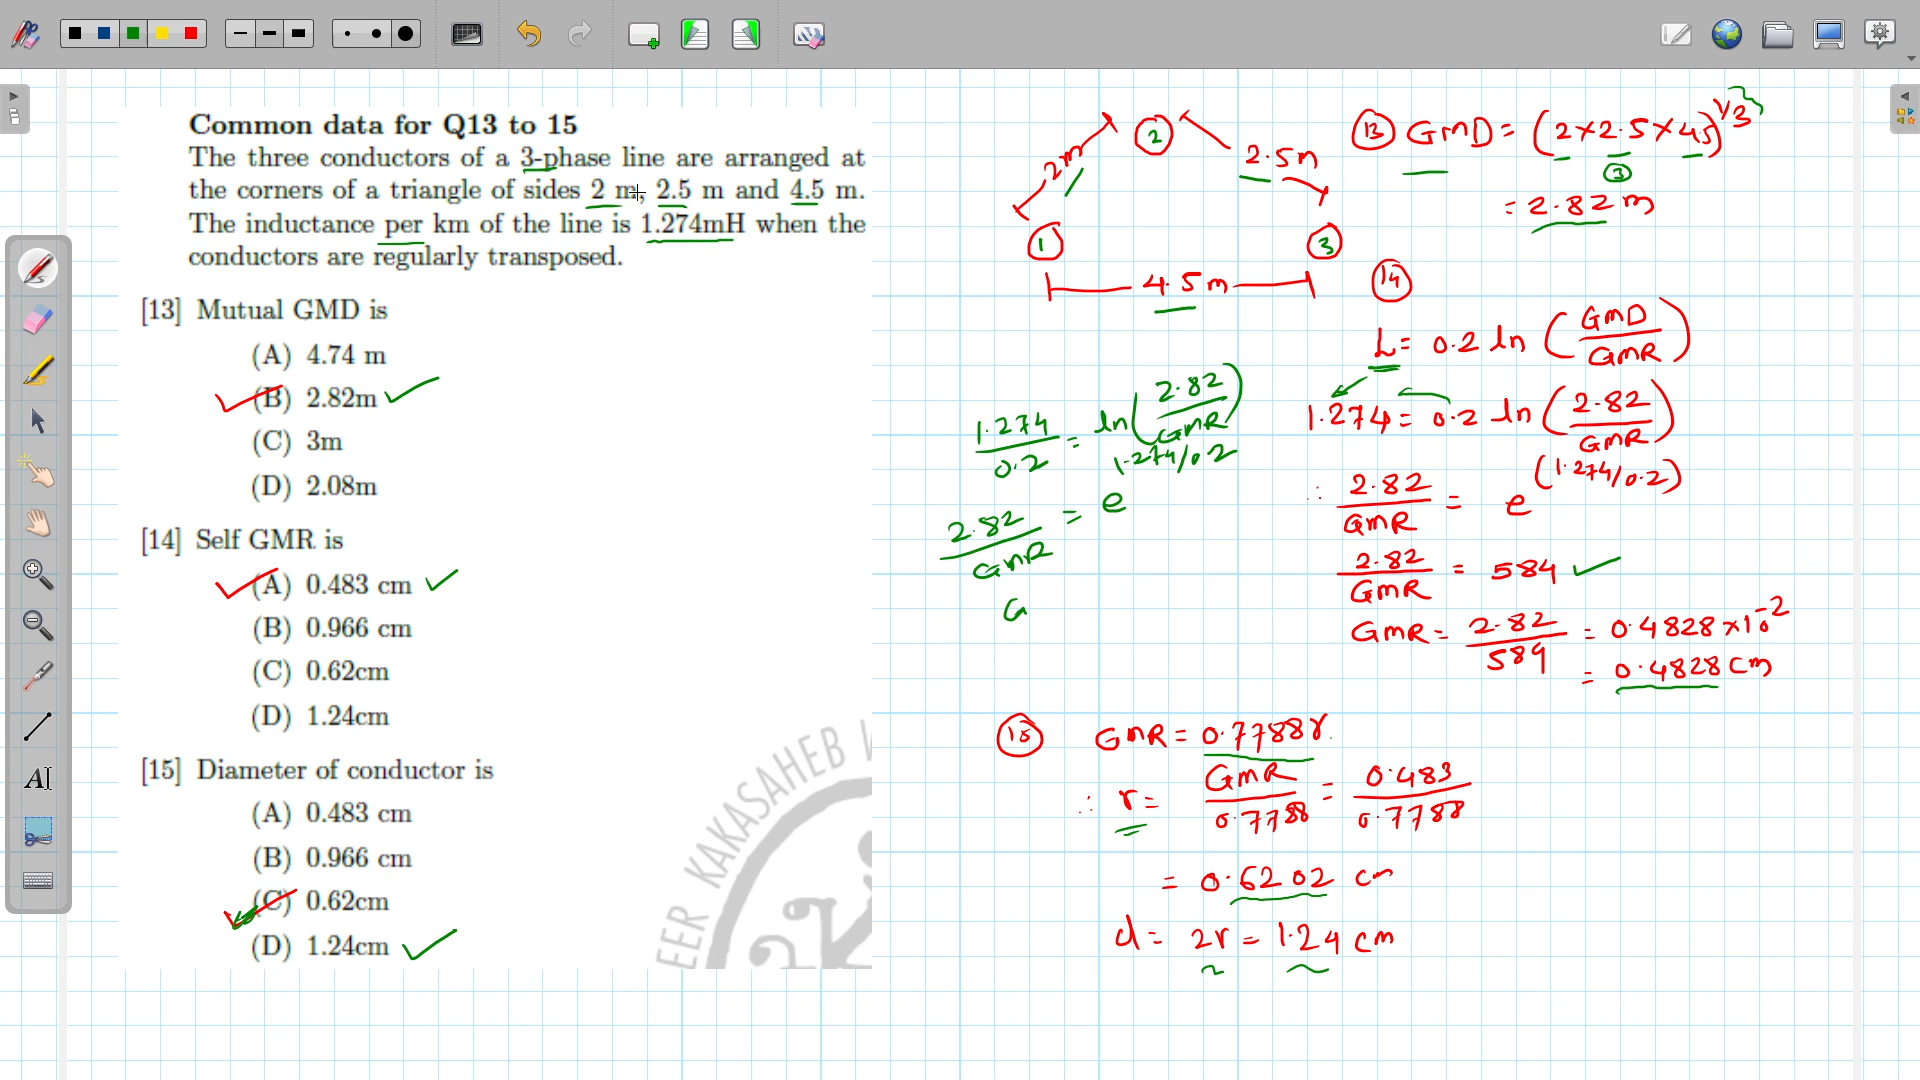 Common data for Q13 to 15
The three conductors of a 3-phase line are arranged at
the corners of a triangle of sides 2 m, 2.5 m and 4.5 m.
The inductance per km of the line is 1.274mH when the
conductors are regularly transposed.
[13] Mutual GMD is
(A) 4.74 m
(B) 2.82m
(C) 3m
(D) 2.08m
[14] Self GMR is
(A) 0.483 cm
(B) 0.966 cm
(C) 0.62cm
(D) 1.24cm
[15] Diameter of conductor is
(A) 0.483 cm
(B) 0.966 cm
(C) 0.62cm
(D) 1.24cm
EER KAKASAHEB
2m
2
2.5m
1
3
4.5m
13 GMD = (2×2.5×4.5)^1/3
3
= 2.82 m
14
L = 0.2 ln (GMD/GMR)
1.274 = 0.2 ln (2.82/GMR)
∴ 2.82/GMR = e^(1.274/0.2)
2.82/GMR = 584
GMR = 2.82/584 = 0.4828×10^-2
= 0.4828 cm
1.274/0.2 = ln(2.82/GMR)
2.82/GMR = e^1.274/0.2
G
15 GMR = 0.7788r
∴ r = GMR/0.7788 = 0.483/0.7788
= 0.6202 cm
d = 2r = 1.24 cm